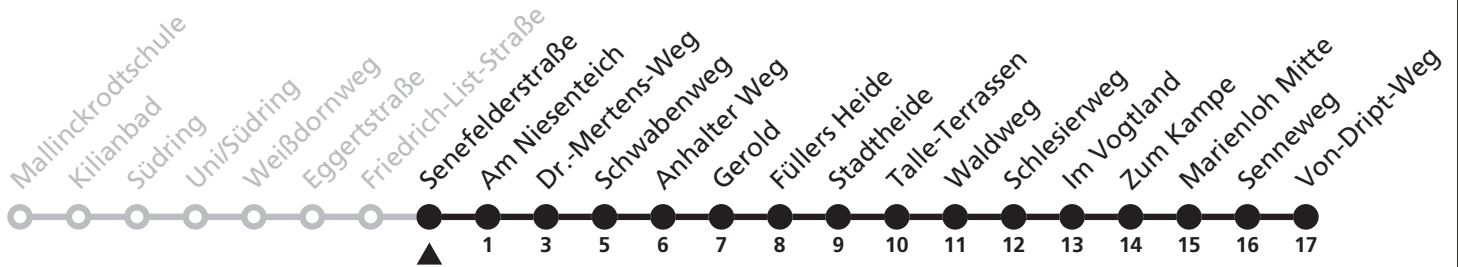 Mallinckrodtschule
Kilianbad
Südring
Uni/Südring
Weißdornweg
Eggertstraße
Friedrich-List-Straße
Senefelderstraße
Am Niesenteich
Dr.-Mertens-Weg
Schwabenweg
Anhalter Weg
Gerold
Füllers Heide
Stadtheide
Talle-Terrassen
Waldweg
Schlesierweg
Im Vogtland
Zum Kampe
Marienloh Mitte
Senneweg
Von-Dript-Weg
1 3 5 6 7 8 9 10 11 12 13 14 15 16 17